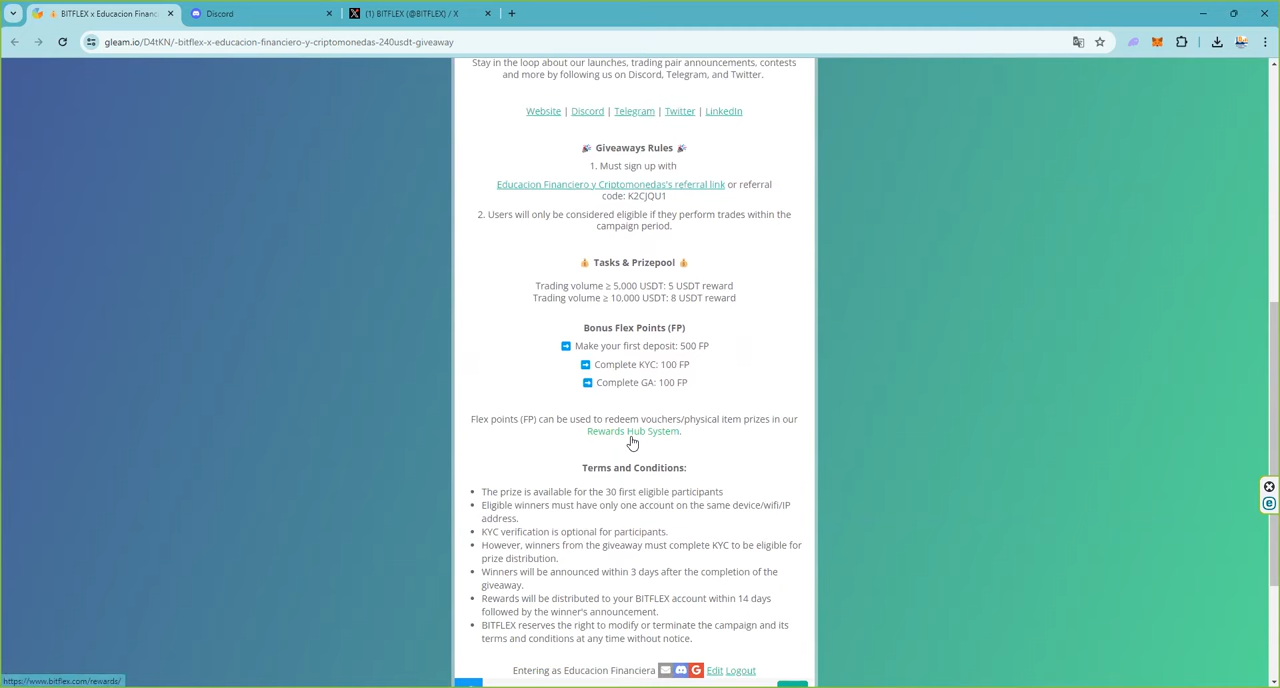 BITFLEX x Educacion Financ
Discord
(1) BITFLEX (@BITFLEX) / X
gleam.io/D4tKN/-bitflex-x-educacion-financiero-y-criptomonedas-240usdt-giveaway
Stay in the loop about our launches, trading pair announcements, contests
and more by following us on Discord, Telegram, and Twitter.
Website | Discord | Telegram | Twitter | LinkedIn
🎉 Giveaways Rules 🎉
1. Must sign up with
Educacion Financiero y Criptomonedas's referral link or referral
code: K2CJQU1
2. Users will only be considered eligible if they perform trades within the
campaign period.
💰 Tasks & Prizepool 💰
Trading volume ≥ 5,000 USDT: 5 USDT reward
Trading volume ≥ 10,000 USDT: 8 USDT reward
Bonus Flex Points (FP)
➡️ Make your first deposit: 500 FP
➡️ Complete KYC: 100 FP
➡️ Complete GA: 100 FP
Flex points (FP) can be used to redeem vouchers/physical item prizes in our
Rewards Hub System.
Terms and Conditions:
• The prize is available for the 30 first eligible participants
• Eligible winners must have only one account on the same device/wifi/IP
address.
• KYC verification is optional for participants.
• However, winners from the giveaway must complete KYC to be eligible for
prize distribution.
• Winners will be announced within 3 days after the completion of the
giveaway.
• Rewards will be distributed to your BITFLEX account within 14 days
followed by the winner's announcement.
• BITFLEX reserves the right to modify or terminate the campaign and its
terms and conditions at any time without notice.
Entering as Educacion Financiera Edit Logout
https://www.bitflex.com/rewards/